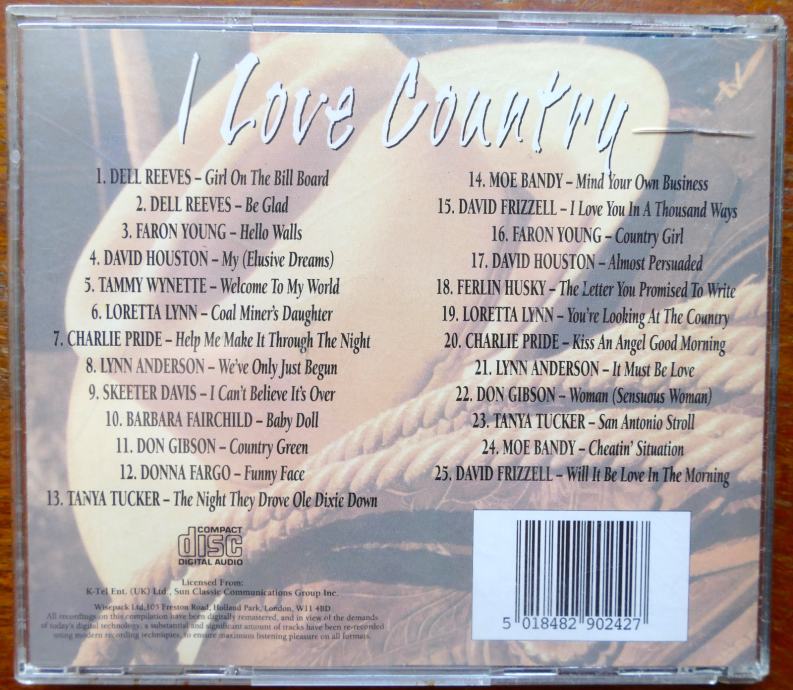 I Love Country
1. DELL REEVES – Girl On The Bill Board
2. DELL REEVES – Be Glad
3. FARON YOUNG – Hello Walls
4. DAVID HOUSTON – My (Elusive Dreams)
5. TAMMY WYNETTE – Welcome To My World
6. LORETTA LYNN – Coal Miner's Daughter
7. CHARLIE PRIDE – Help Me Make It Through The Night
8. LYNN ANDERSON – We've Only Just Begun
9. SKEETER DAVIS – I Can't Believe It's Over
10. BARBARA FAIRCHILD – Baby Doll
11. DON GIBSON – Country Green
12. DONNA FARGO – Funny Face
13. TANYA TUCKER – The Night They Drove Ole Dixie Down
14. MOE BANDY – Mind Your Own Business
15. DAVID FRIZZELL – I Love You In A Thousand Ways
16. FARON YOUNG – Country Girl
17. DAVID HOUSTON – Almost Persuaded
18. FERLIN HUSKY – The Letter You Promised To Write
19. LORETTA LYNN – You're Looking At The Country
20. CHARLIE PRIDE – Kiss An Angel Good Morning
21. LYNN ANDERSON – It Must Be Love
22. DON GIBSON – Woman (Sensuous Woman)
23. TANYA TUCKER – San Antonio Stroll
24. MOE BANDY – Cheatin' Situation
25. DAVID FRIZZELL – Will It Be Love In The Morning
COMPACT
disc
DIGITAL AUDIO
Licensed From:
K-Tel Ent. (UK) Ltd., Sun Classic Communications Group Inc.
Wisepack Ltd, 105 Freston Road, Holland Park, London, W11 4BD
All recordings on this compilation have been digitally remastered, and in view of the demands
of today's digital technology, a substantial and significant amount of tracks have been re-recorded
using modern recording techniques, to ensure maximum listening pleasure on all formats.
5 018482 902427